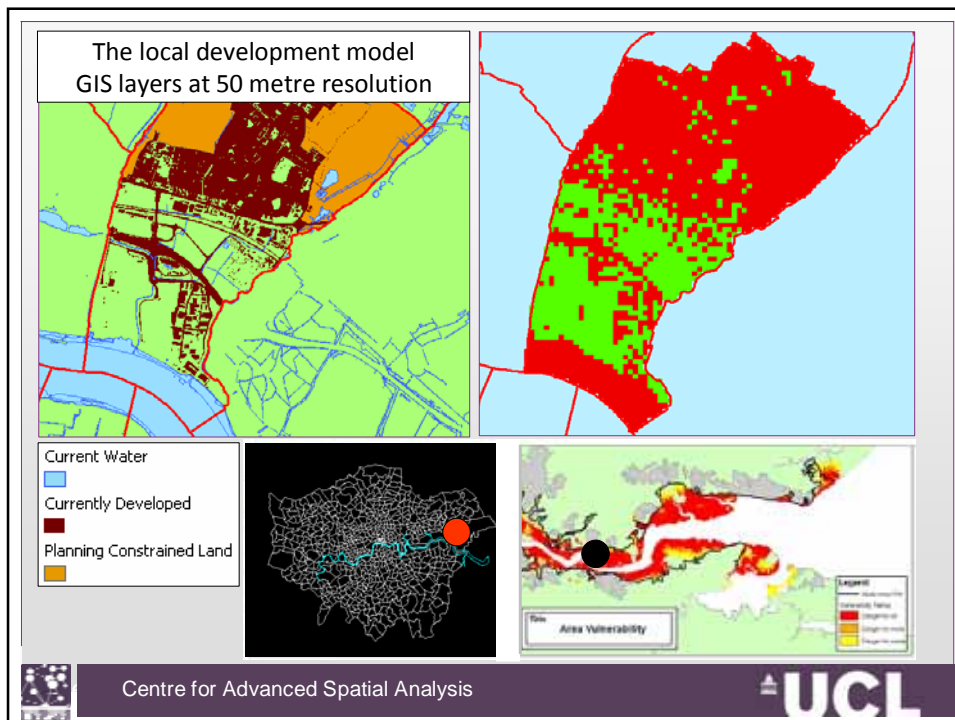 The local development model
GIS layers at 50 metre resolution
Current Water
Currently Developed
Planning Constrained Land
Title
Area Vulnerability
Legend
Centre for Advanced Spatial Analysis
UCL